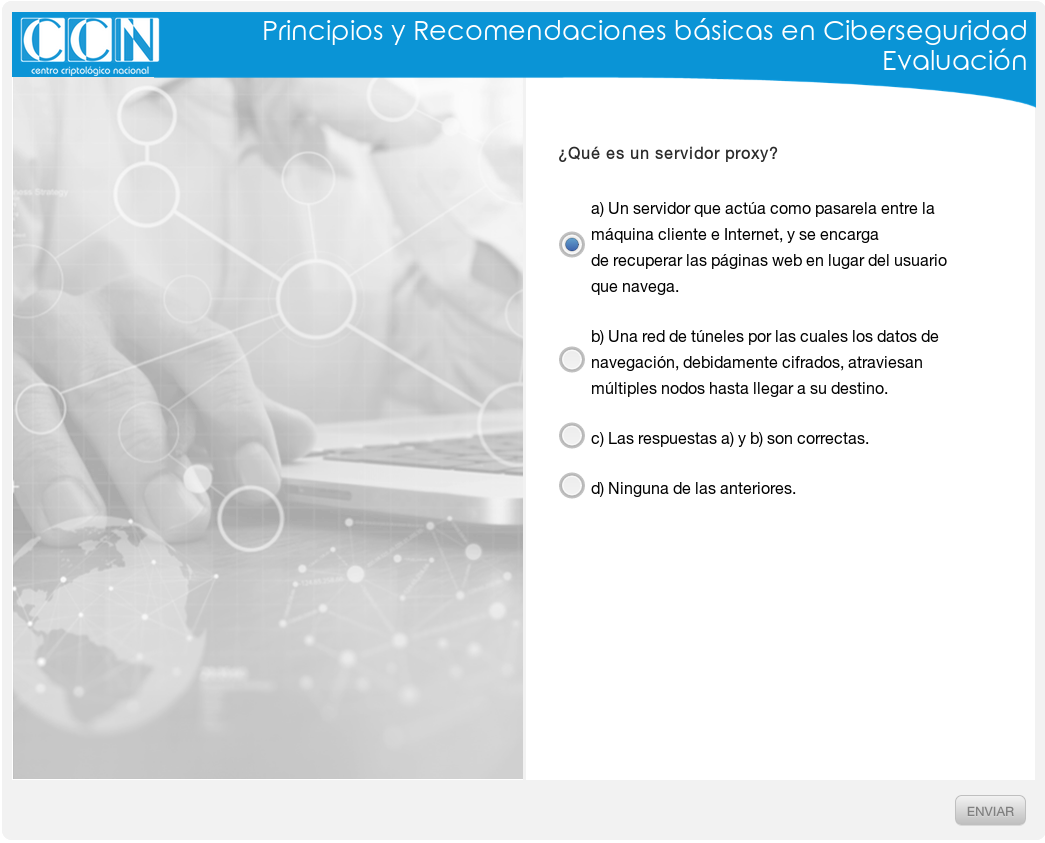 CCN
centro criptológico nacional
Principios y Recomendaciones básicas en Ciberseguridad
Evaluación
¿Qué es un servidor proxy?
a) Un servidor que actúa como pasarela entre la
máquina cliente e Internet, y se encarga
de recuperar las páginas web en lugar del usuario
que navega.
b) Una red de túneles por las cuales los datos de
navegación, debidamente cifrados, atraviesan
múltiples nodos hasta llegar a su destino.
c) Las respuestas a) y b) son correctas.
d) Ninguna de las anteriores.
ENVIAR